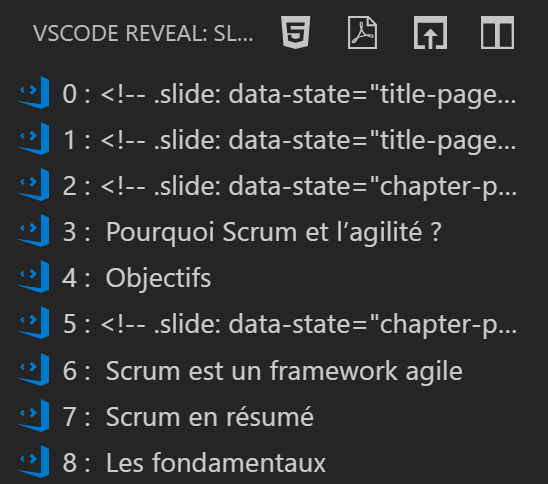 VSCODE REVEAL: SL...
0 : <!-- .slide: data-state="title-page...
1 : <!-- .slide: data-state="title-page...
2 : <!-- .slide: data-state="chapter-p...
3 : Pourquoi Scrum et l’agilité ?
4 : Objectifs
5 : <!-- .slide: data-state="chapter-p...
6 : Scrum est un framework agile
7 : Scrum en résumé
8 : Les fondamentaux